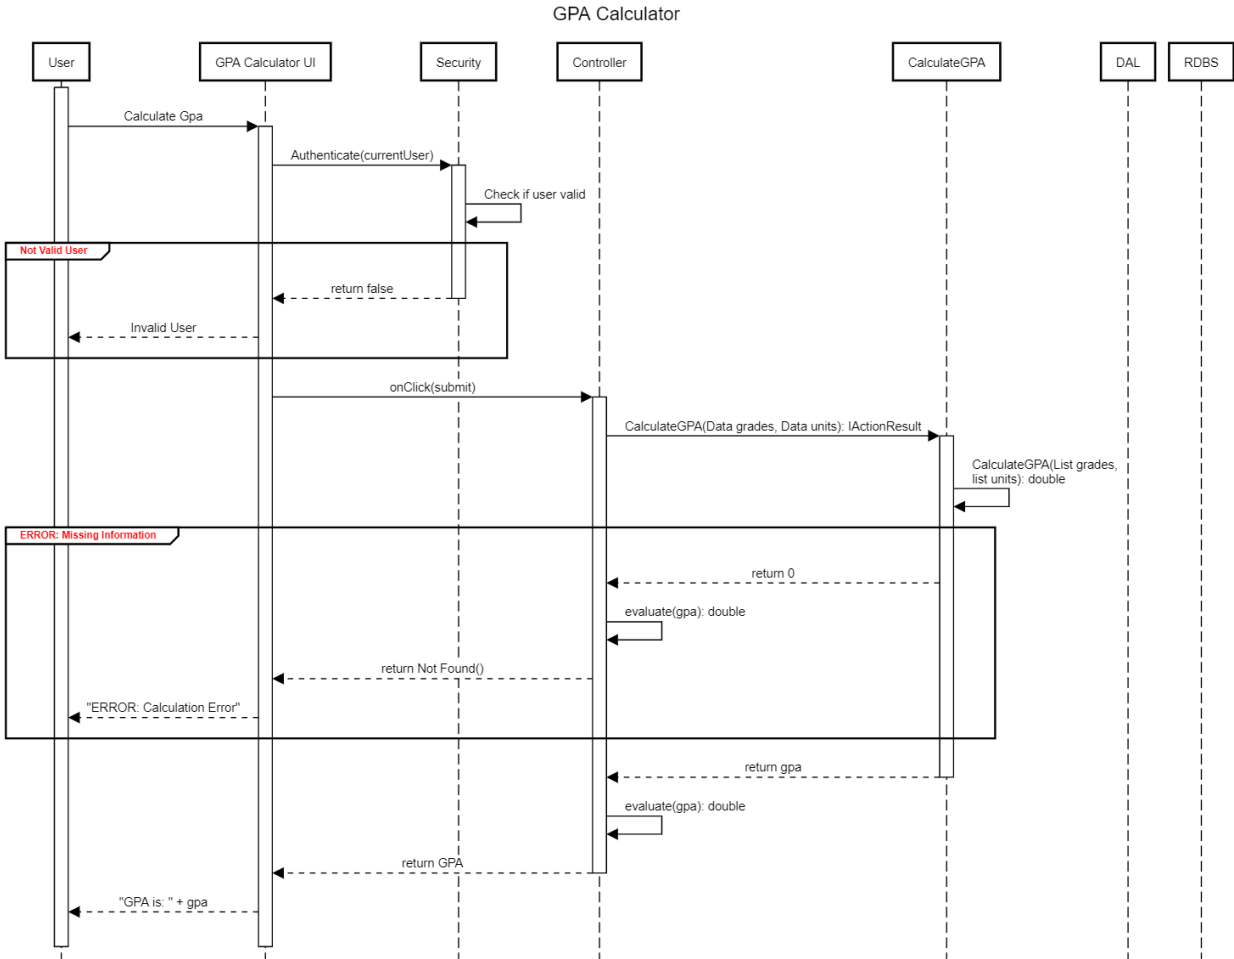 GPA Calculator
User
GPA Calculator UI
Security
Controller
CalculateGPA
DAL
RDBS
Calculate Gpa
Authenticate(currentUser)
Check if user valid
Not Valid User
return false
Invalid User
onClick(submit)
CalculateGPA(Data grades, Data units): IActionResult
CalculateGPA(List grades,
list units): double
ERROR: Missing Information
return 0
evaluate(gpa): double
return Not Found()
"ERROR: Calculation Error"
return gpa
evaluate(gpa): double
return GPA
"GPA is: " + gpa